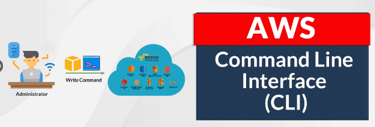 AWS
Command Line
Interface
(CLI)
Write Command
Administrator